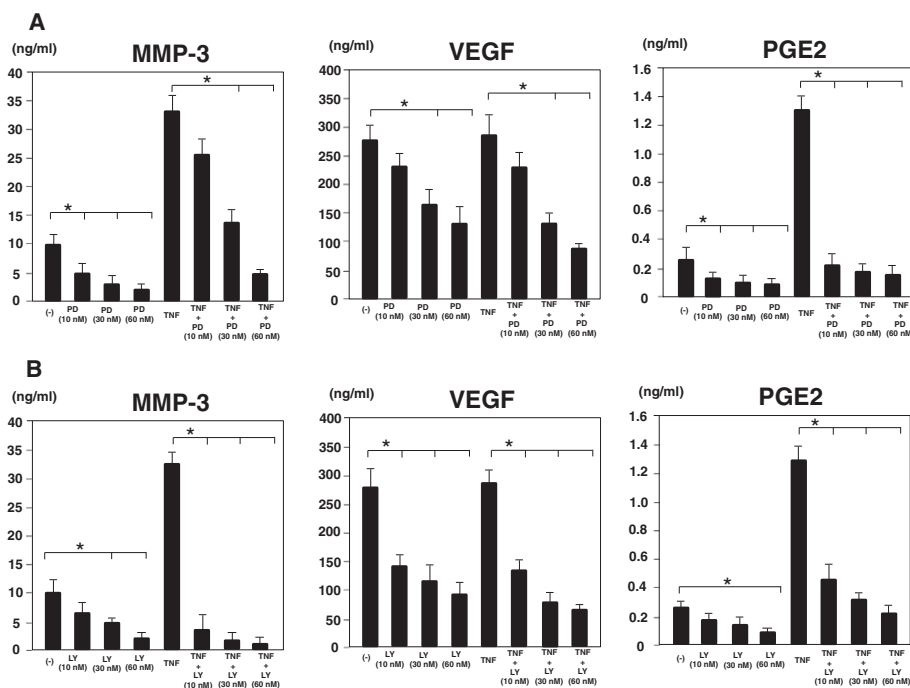 A
(ng/ml)
MMP-3
40
35
30
25
20
15
10
5
0
*
*
(-)
PD
(10 nM)
PD
(30 nM)
PD
(60 nM)
TNF
TNF
+
PD
(10 nM)
TNF
+
PD
(30 nM)
TNF
+
PD
(60 nM)
(ng/ml)
VEGF
400
350
300
250
200
150
100
50
0
*
*
(-)
PD
(10 nM)
PD
(30 nM)
PD
(60 nM)
TNF
TNF
+
PD
(10 nM)
TNF
+
PD
(30 nM)
TNF
+
PD
(60 nM)
(ng/ml)
PGE2
1.6
1.4
1.2
1.0
0.8
0.6
0.4
0.2
0
*
*
(-)
PD
(10 nM)
PD
(30 nM)
PD
(60 nM)
TNF
TNF
+
PD
(10 nM)
TNF
+
PD
(30 nM)
TNF
+
PD
(60 nM)
B
(ng/ml)
MMP-3
40
35
30
25
20
15
10
5
0
*
*
(-)
LY
(10 nM)
LY
(30 nM)
LY
(60 nM)
TNF
TNF
+
LY
(10 nM)
TNF
+
LY
(30 nM)
TNF
+
LY
(60 nM)
(ng/ml)
VEGF
400
350
300
250
200
150
100
50
0
*
*
(-)
LY
(10 nM)
LY
(30 nM)
LY
(60 nM)
TNF
TNF
+
LY
(10 nM)
TNF
+
LY
(30 nM)
TNF
+
LY
(60 nM)
(ng/ml)
PGE2
1.6
1.4
1.2
1.0
0.8
0.6
0.4
0.2
0
*
*
(-)
LY
(10 nM)
LY
(30 nM)
LY
(60 nM)
TNF
TNF
+
LY
(10 nM)
TNF
+
LY
(30 nM)
TNF
+
LY
(60 nM)